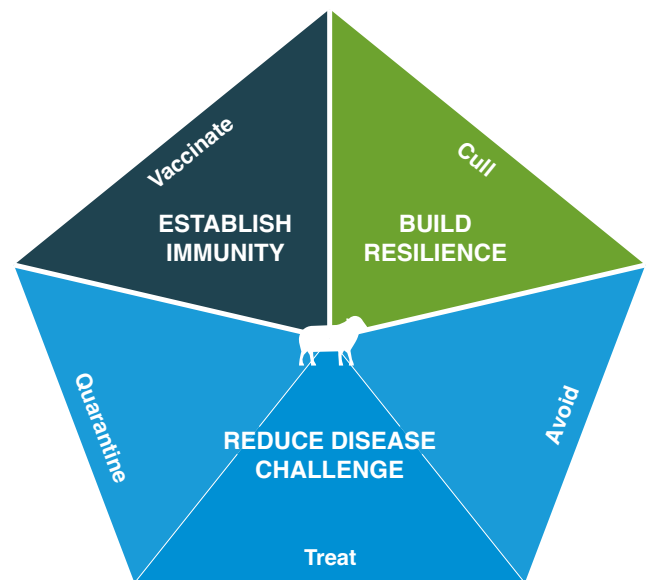 Vaccinate
Cull
ESTABLISH
IMMUNITY
BUILD
RESILIENCE
Quarantine
Avoid
REDUCE DISEASE
CHALLENGE
Treat